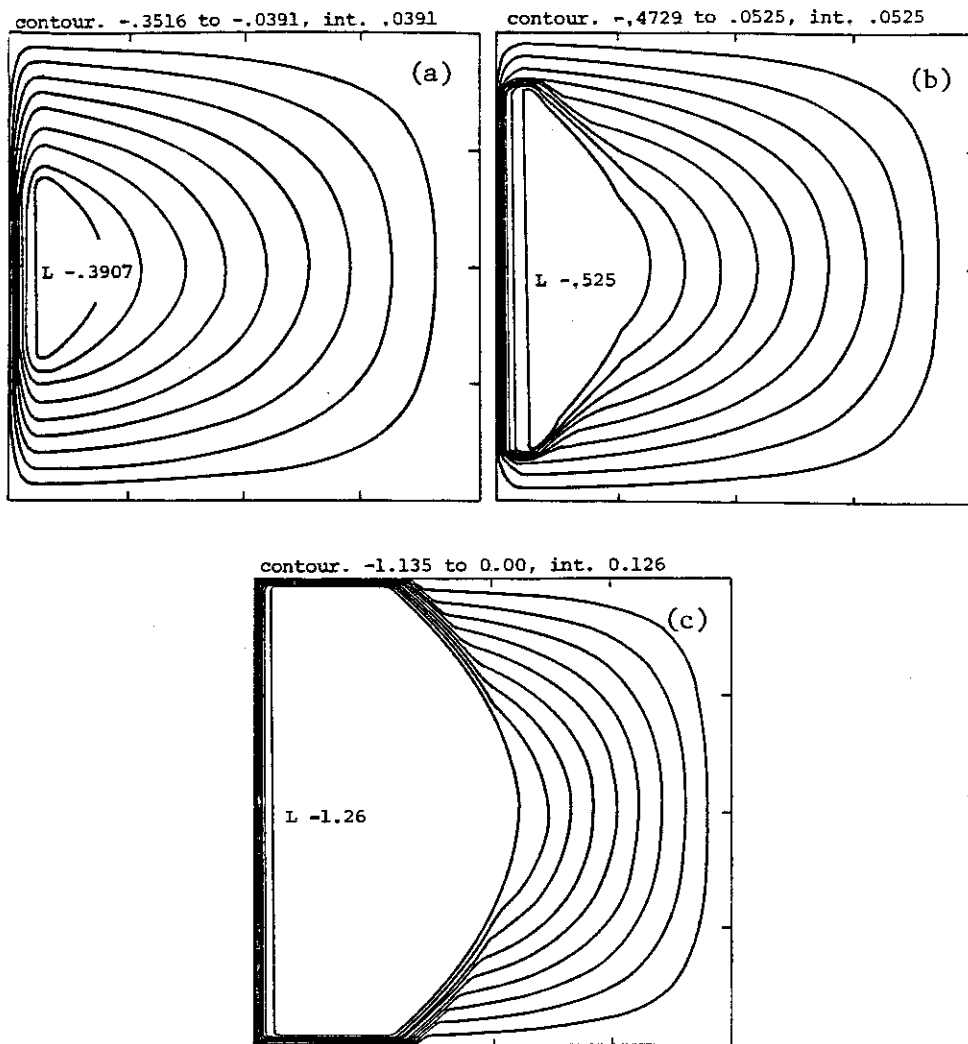 contour. -.3516 to -.0391, int. .0391
contour. -.4729 to .0525, int. .0525
(a)
(b)
L -.3907
L -.525
contour. -1.135 to 0.00, int. 0.126
(c)
L -1.26